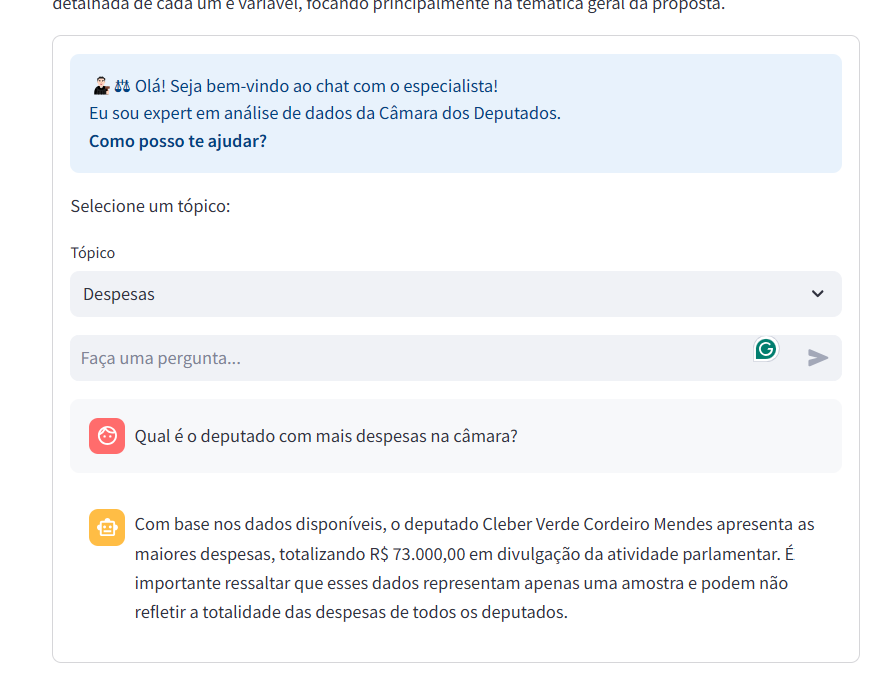 detalhada de cada um é variável, focando principalmente na temática geral da proposta.
Olá! Seja bem-vindo ao chat com o especialista!
Eu sou expert em análise de dados da Câmara dos Deputados.
Como posso te ajudar?
Selecione um tópico:
Tópico
Despesas
Faça uma pergunta...
Qual é o deputado com mais despesas na câmara?
Com base nos dados disponíveis, o deputado Cleber Verde Cordeiro Mendes apresenta as
maiores despesas, totalizando R$ 73.000,00 em divulgação da atividade parlamentar. É
importante ressaltar que esses dados representam apenas uma amostra e podem não
refletir a totalidade das despesas de todos os deputados.